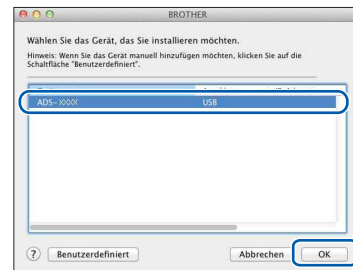 BROTHER
Wählen Sie das Gerät, das Sie installieren möchten.
Hinweis: Wenn Sie das Gerät manuell hinzufügen möchten, klicken Sie auf die
Schaltfläche "Benutzerdefiniert".
ADS-XXXX USB
? Benutzerdefiniert Abbrechen OK